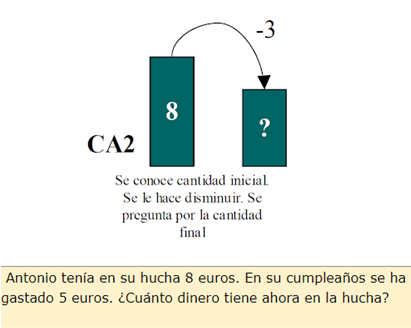 -3
8
?
CA2
Se conoce cantidad inicial.
Se le hace disminuir. Se
pregunta por la cantidad
final
Antonio tenía en su hucha 8 euros. En su cumpleaños se ha
gastado 5 euros. ¿Cuánto dinero tiene ahora en la hucha?